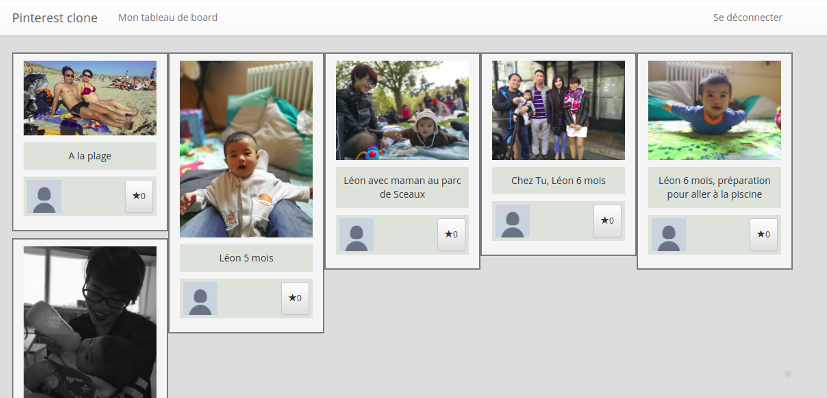 Pinterest clone
Mon tableau de board
Se déconnecter
A la plage
★0
Léon 5 mois
★0
Léon avec maman au parc
de Sceaux
★0
Chez Tu, Léon 6 mois
★0
Léon 6 mois, préparation
pour aller à la piscine
★0